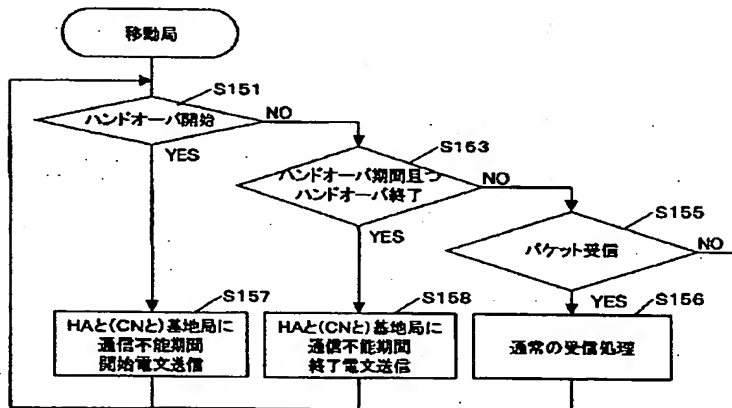 移動局
S151
ハンドオーバ開始
NO
YES
S153
ハンドオーバ期間且つ
ハンドオーバ終了
NO
YES
S155
パケット受信
NO
YES
S157
HAと(CNと)基地局に
通信不能期間
開始電文送信
S158
HAと(CNと)基地局に
通信不能期間
終了電文送信
S156
通常の受信処理